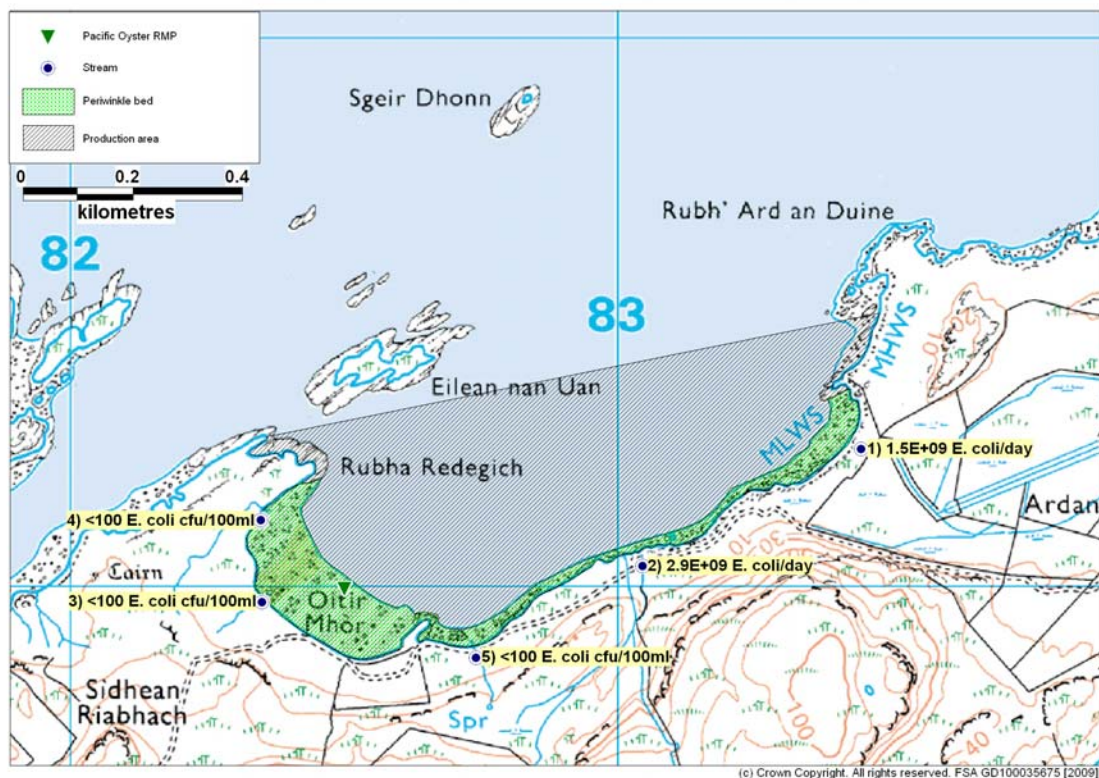 Pacific Oyster RMP
Stream
Periwinkle bed
Production area
0 0.2 0.4
kilometres
Sgeir Dhonn
Rubh' Ard an Duine
82
83
MHWS
20
10
Eilean nan Uan
MLWS
Rubha Redegich
1) 1.5E+09 E. coli/day
Ardan
4) <100 E. coli cfu/100ml
10
30
2) 2.9E+09 E. coli/day
Cairn
3) <100 E. coli cfu/100ml
Oitir
Mhor
5) <100 E. coli cfu/100ml
Sidhean
Riabhach
Spr
100
40
(c) Crown Copyright. All rights reserved. FSA GD100035675 [2009]